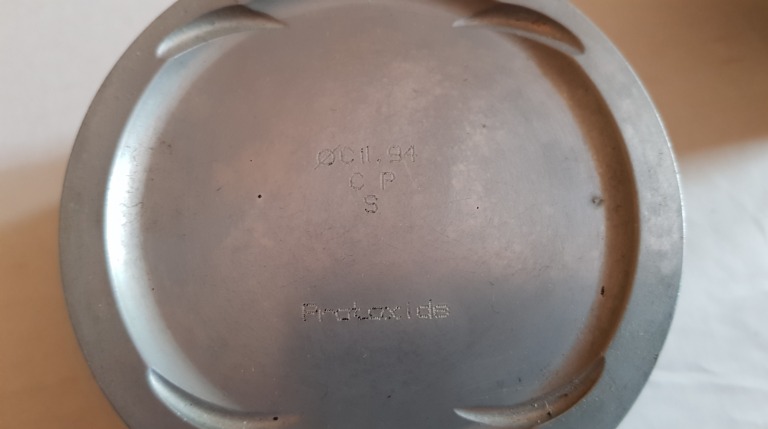 ØCIL.94
C P
S
Protoxide